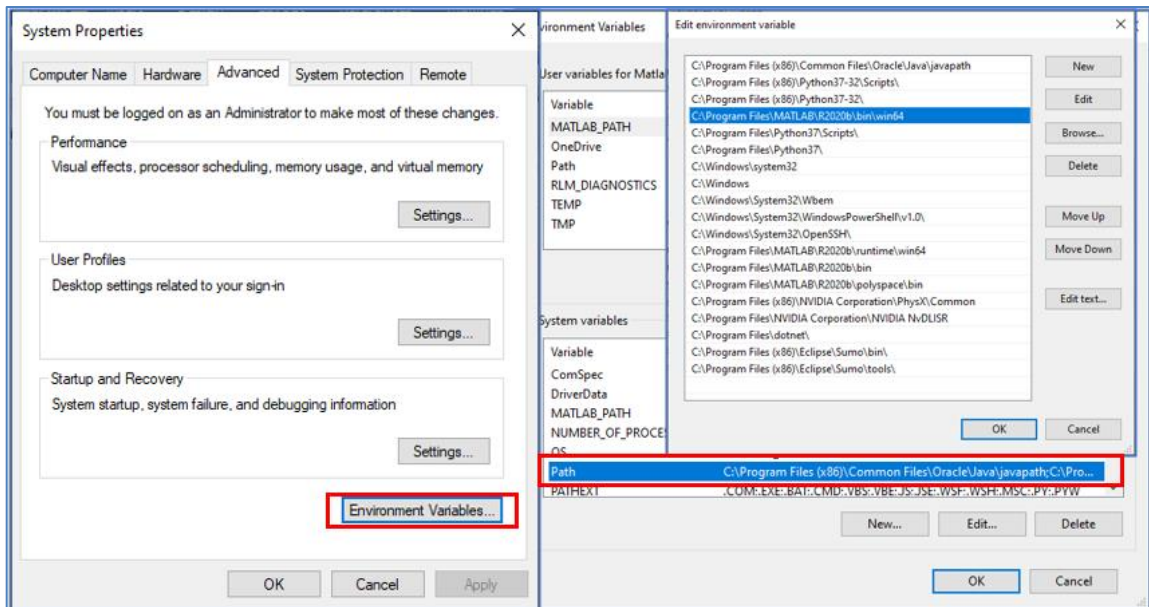 System Properties
Computer Name Hardware Advanced System Protection Remote
You must be logged on as an Administrator to make most of these changes.
Performance
Visual effects, processor scheduling, memory usage, and virtual memory
Settings...
User Profiles
Desktop settings related to your sign-in
Settings...
Startup and Recovery
System startup, system failure, and debugging information
Settings...
Environment Variables...
OK Cancel Apply
vironment Variables
User variables for Matla
Variable
MATLAB_PATH
OneDrive
Path
RLM_DIAGNOSTICS
TEMP
TMP
System variables
Variable
ComSpec
DriverData
MATLAB_PATH
NUMBER_OF_PROCE
OS
Path C:\Program Files (x86)\Common Files\Oracle\Java\javapath;C:\Pro...
PATHEXT .COM;.EXE;.BAT;.CMD;.VBS;.VBE;.JS;.JSE;.WSF;.WSH;.MSC;.PY;.PYW
New... Edit... Delete
OK Cancel
Edit environment variable
C:\Program Files (x86)\Common Files\Oracle\Java\javapath
C:\Program Files (x86)\Python37-32\Scripts\
C:\Program Files (x86)\Python37-32\
C:\Program Files\MATLAB\R2020b\bin\win64
C:\Program Files\Python37\Scripts\
C:\Program Files\Python37\
C:\Windows\system32
C:\Windows
C:\Windows\System32\Wbem
C:\Windows\System32\WindowsPowerShell\v1.0\
C:\Windows\System32\OpenSSH\
C:\Program Files\MATLAB\R2020b\runtime\win64
C:\Program Files\MATLAB\R2020b\bin
C:\Program Files\MATLAB\R2020b\polyspace\bin
C:\Program Files (x86)\NVIDIA Corporation\PhysX\Common
C:\Program Files\NVIDIA Corporation\NVIDIA NvDLISR
C:\Program Files\dotnet\
C:\Program Files (x86)\Eclipse\Sumo\bin\
C:\Program Files (x86)\Eclipse\Sumo\tools\
New
Edit
Browse...
Delete
Move Up
Move Down
Edit text...
OK Cancel